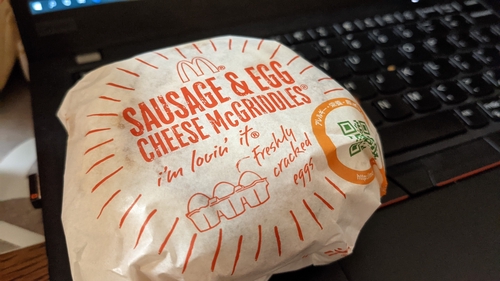 SAUSAGE & EGG
CHEESE McGRIDDLES®
i'm lovin' it®
Freshly
cracked
eggs